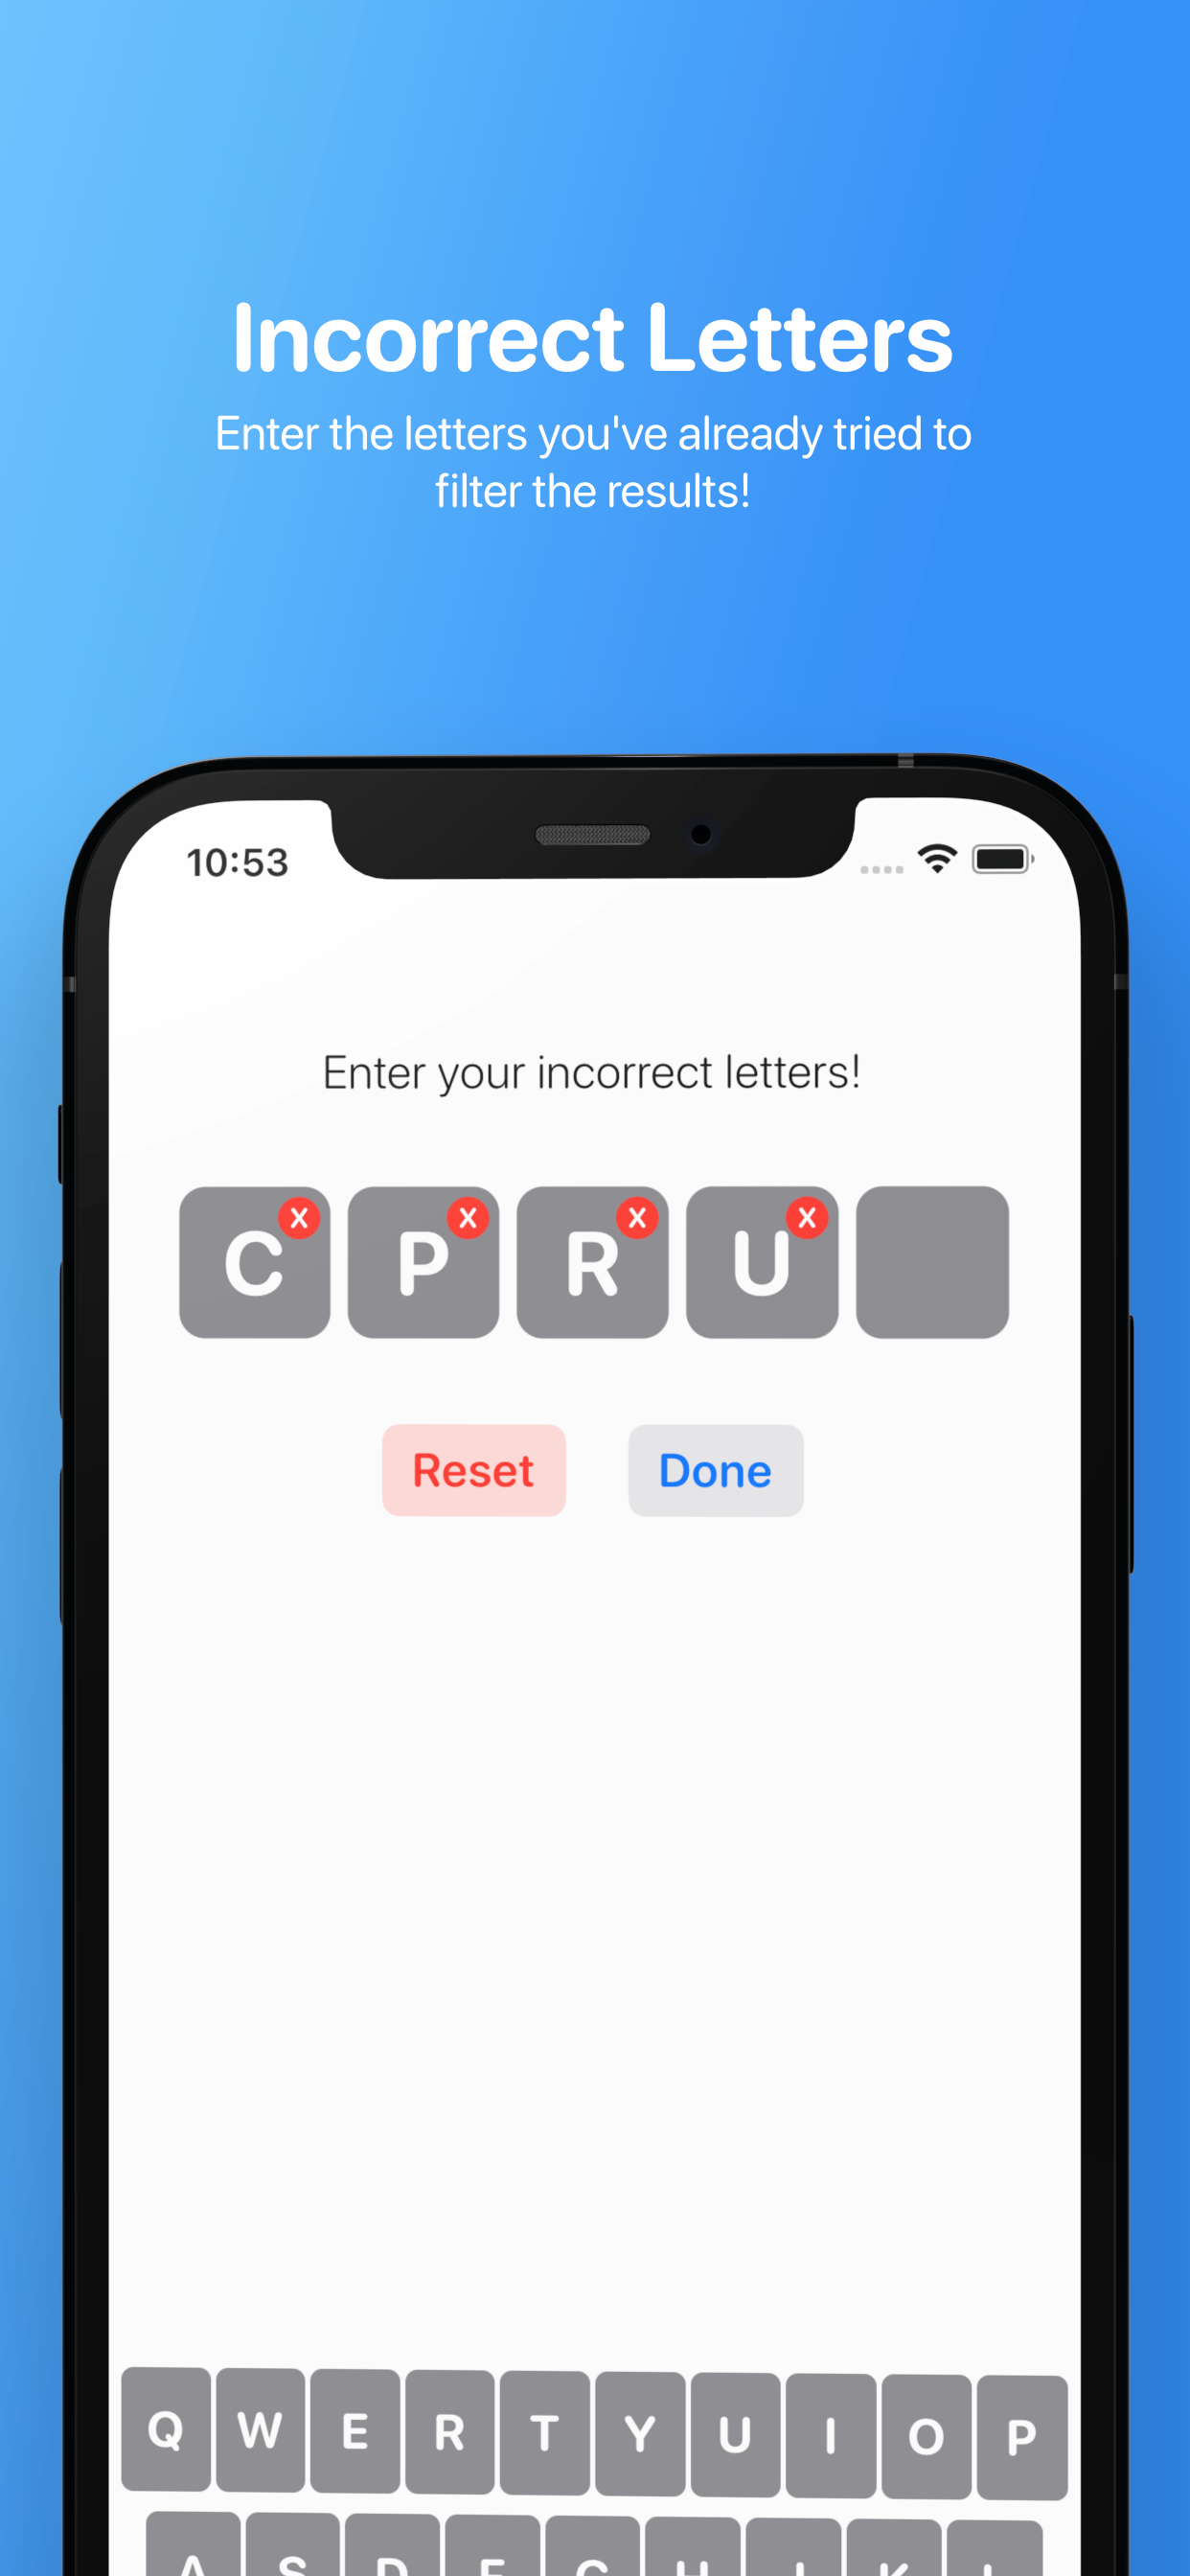 Incorrect Letters
Enter the letters you've already tried to
filter the results!
10:53
Enter your incorrect letters!
C P R U
Reset Done
Q W E R T Y U I O P
A S D F G H J K L